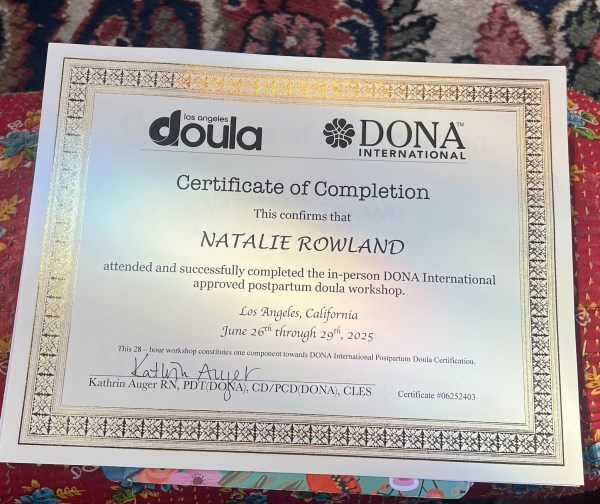 los angeles
doula
DONA™
INTERNATIONAL
Certificate of Completion
This confirms that
NATALIE ROWLAND
attended and successfully completed the in-person DONA International
approved postpartum doula workshop.
Los Angeles, California
June 26th through 29th, 2025
This 28 – hour workshop constitutes one component towards DONA International Postpartum Doula Certification.
Kathrin Auger
Kathrin Auger RN, PDT(DONA), CD/PCD(DONA), CLES
Certificate #06252403